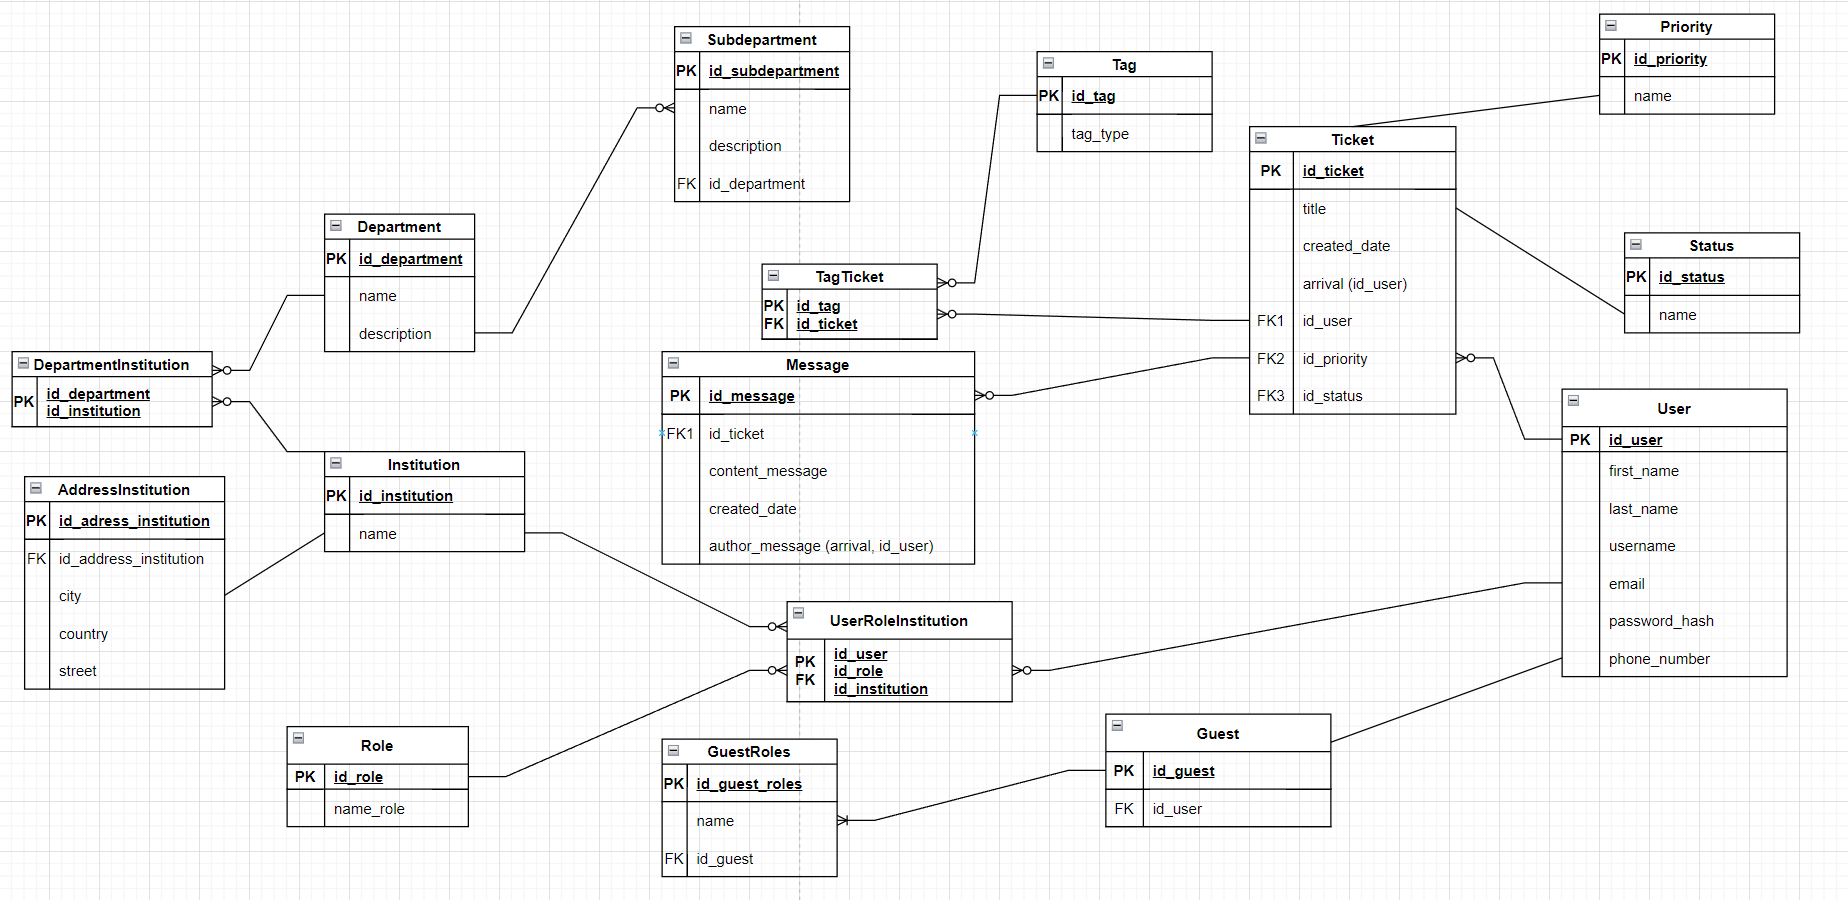 Subdepartment
PK id_subdepartment
name
description
FK id_department
Tag
PK id_tag
tag_type
Priority
PK id_priority
name
Ticket
PK id_ticket
title
created_date
arrival (id_user)
FK1 id_user
FK2 id_priority
FK3 id_status
Status
PK id_status
name
Department
PK id_department
name
description
TagTicket
PK id_tag
FK id_ticket
DepartmentInstitution
PK id_department
id_institution
Message
PK id_message
FK1 id_ticket
content_message
created_date
author_message (arrival, id_user)
User
PK id_user
first_name
last_name
username
email
password_hash
phone_number
Institution
PK id_institution
name
AddressInstitution
PK id_adress_institution
FK id_address_institution
city
country
street
UserRoleInstitution
PK id_user
FK id_role
id_institution
Role
PK id_role
name_role
GuestRoles
PK id_guest_roles
name
FK id_guest
Guest
PK id_guest
FK id_user